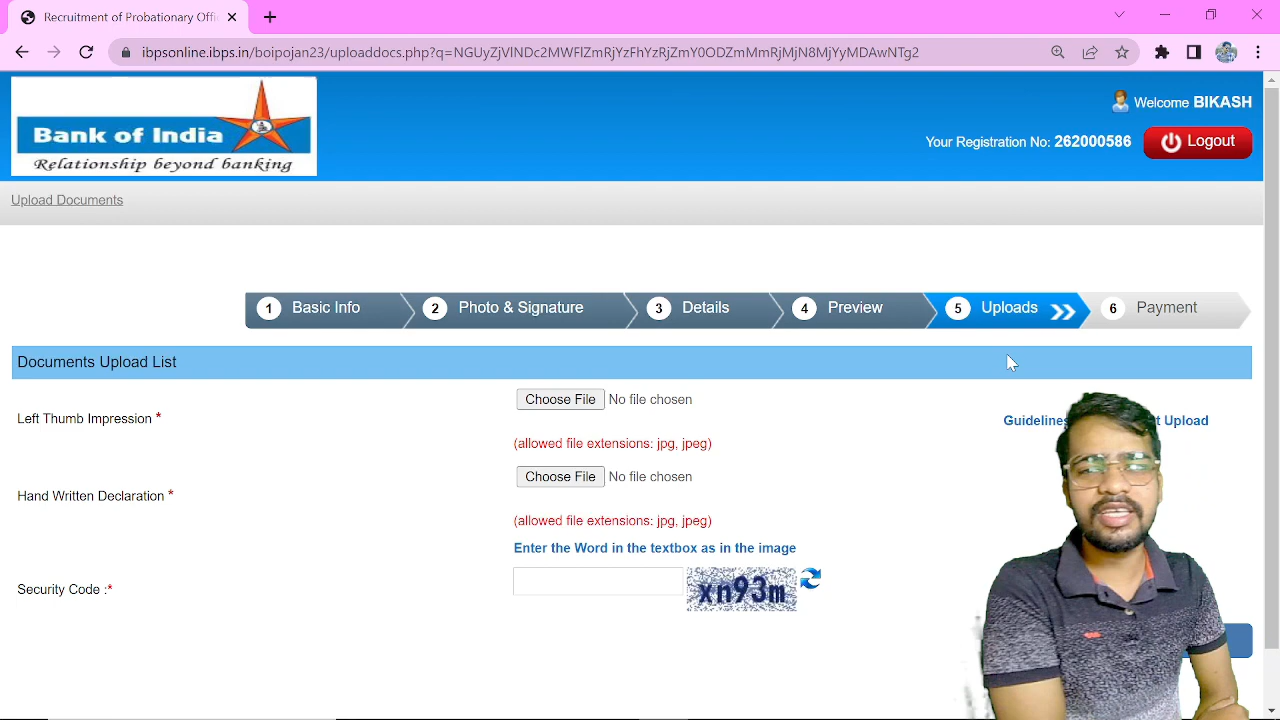 Recruitment of Probationary Offi
ibpsonline.ibps.in/boipojan23/uploaddocs.php?q=NGUyZjVlNDc2MWFlZmRjYzFhYzRjZmY0ODZmMmRjMjN8MjYyMDAwNTg2
Bank of India
Relationship beyond banking
Welcome BIKASH
Your Registration No: 262000586
Logout
Upload Documents
1 Basic Info 2 Photo & Signature 3 Details 4 Preview 5 Uploads 6 Payment
Documents Upload List
Left Thumb Impression *
Choose File No file chosen
(allowed file extensions: jpg, jpeg)
Guidelines t Upload
Hand Written Declaration *
Choose File No file chosen
(allowed file extensions: jpg, jpeg)
Enter the Word in the textbox as in the image
Security Code :*
xn93m